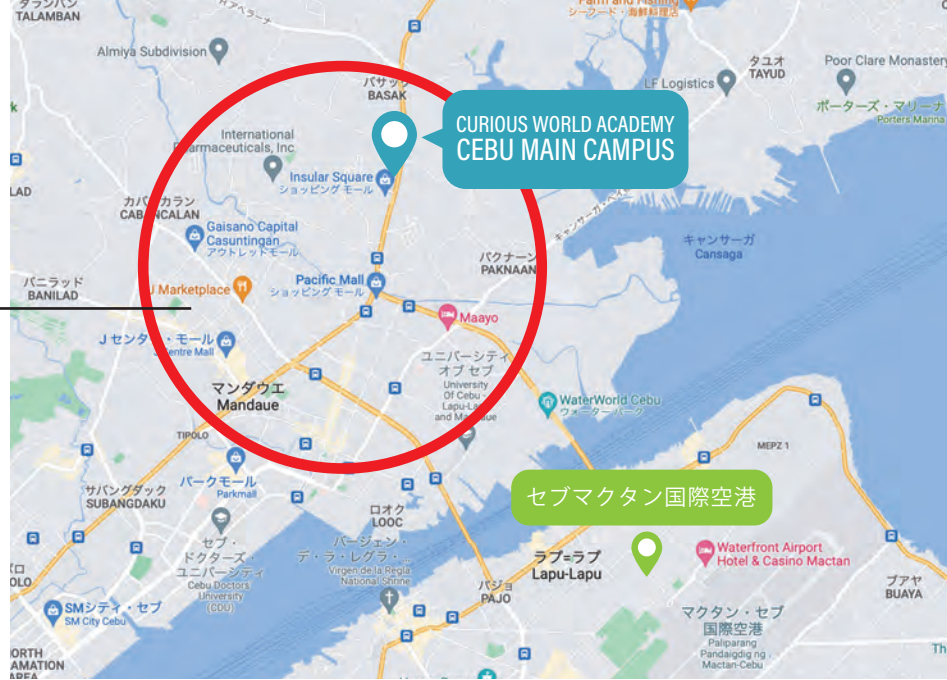 タランバン
TALAMBAN
H アベラーナ
Farm and Fishing
シーフード・海鮮料理店
Almiya Subdivision
バサック
BASAK
LF Logistics
タユオ
TAYUD
Poor Clare Monastery
ポーターズ・マリーナ
Porters Marina
CURIOUS WORLD ACADEMY
CEBU MAIN CAMPUS
International
Pharmaceuticals, Inc
Insular Square
ショッピング モール
LAD
カバンカラン
CABANCALAN
Gaisano Capital
Casuntingan
アウトレットモール
キャンサーガ
Cansaga
パクナーン
PAKNAAN
バニラッド
BANILAD
J Marketplace
Pacific Mall
ショッピング モール
Maayo
Jセンター・モール
J Centre Mall
ユニバーシティ
オブ セブ
University
Of Cebu -
Lapu-Lapu
and Mandaue
マンダウエ
Mandaue
WaterWorld Cebu
ウォーターパーク
TIPOLO
MEPZ 1
パークモール
Parkmall
サバングダック
SUBANGDAKU
セブマクタン国際空港
ロオク
LOOC
セブ・
ドクターズ・
ユニバーシティ
Cebu Doctors'
University
(CDU)
バージェン・
デ・ラ・レグラ・...
Virgen de la Regla
National Shrine
ラプ=ラプ
Lapu-Lapu
Waterfront Airport
Hotel & Casino Mactan
パジョ
PAJO
ブアヤ
BUAYA
ロ
OLO
SMシティ・セブ
SM City Cebu
マクタン・セブ
国際空港
Paliparang
Pandaigdig ng
Mactan-Cebu
ORTH
AMATION
AREA
Th